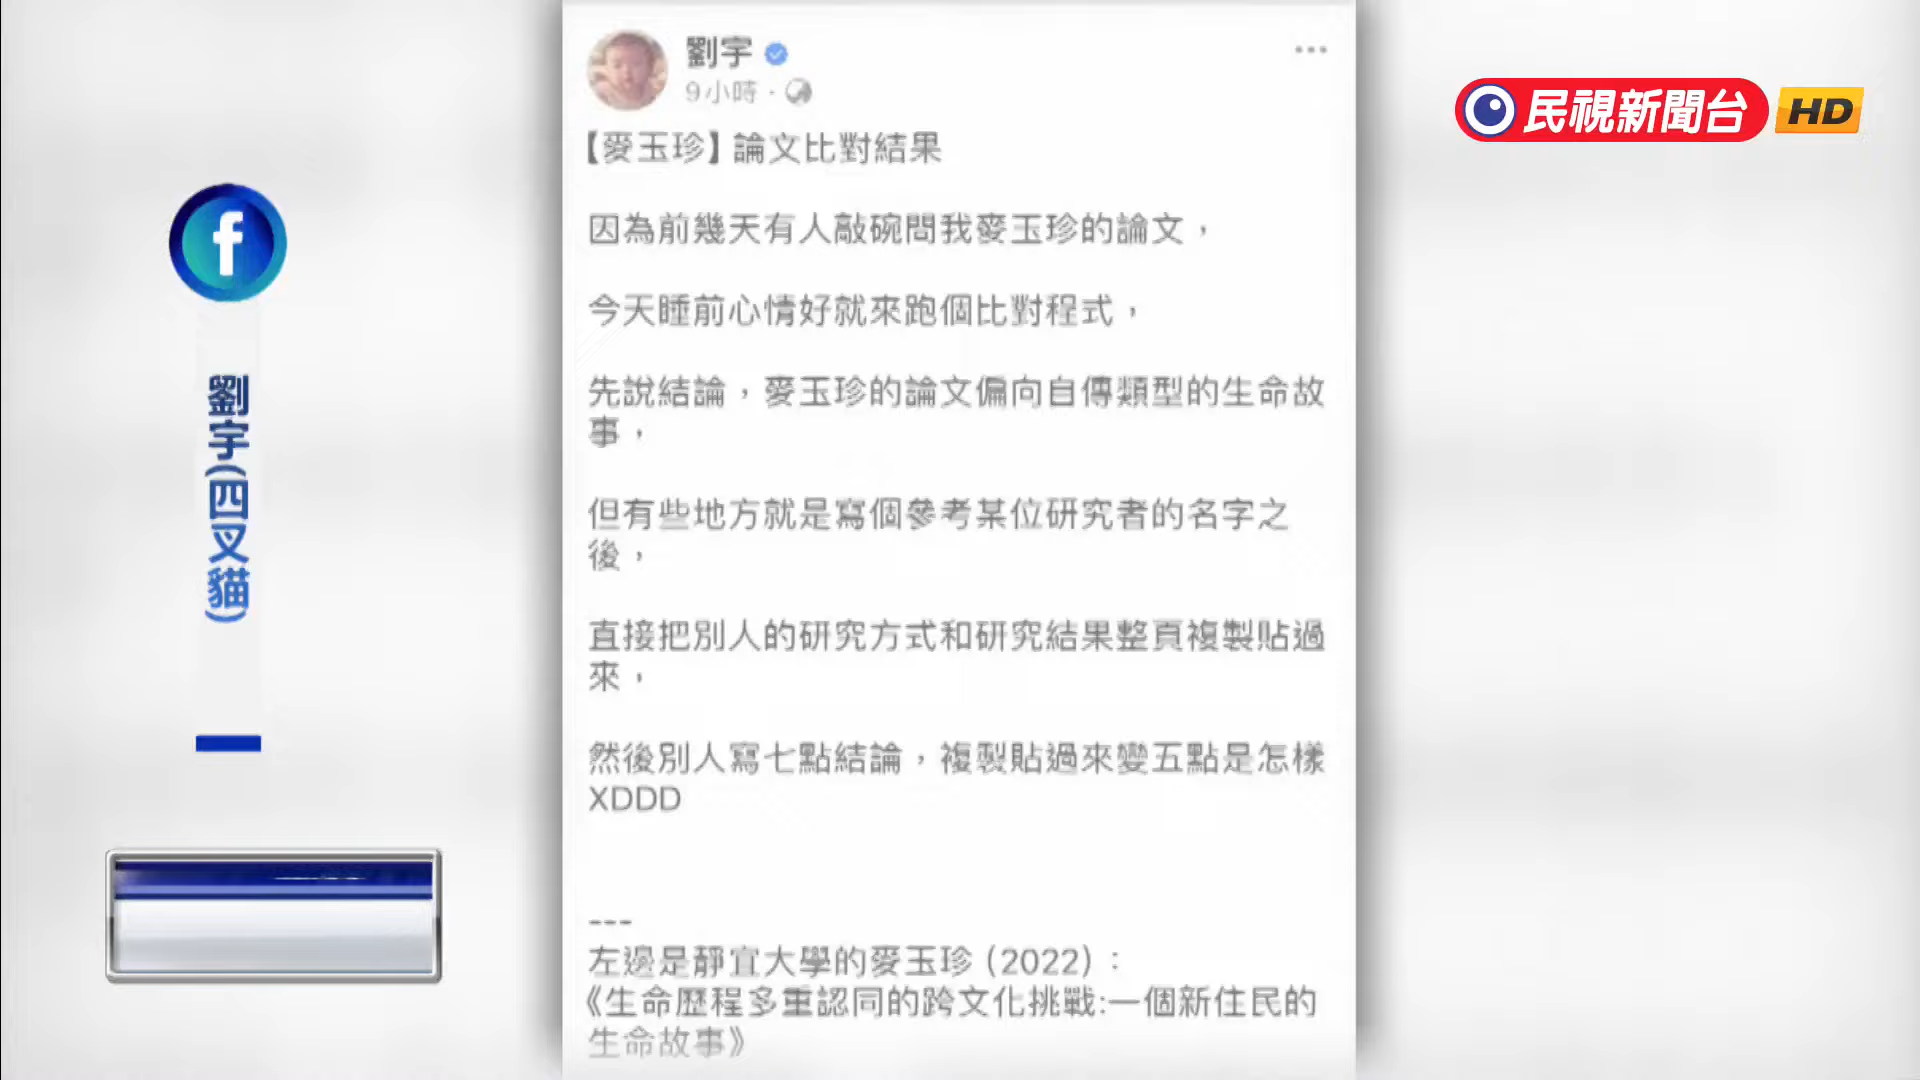 劉宇
9小時
【麥玉珍】論文比對結果
因為前幾天有人敲碗問我麥玉珍的論文，
今天睡前心情好就來跑個比對程式，
先說結論，麥玉珍的論文偏向自傳類型的生命故
事，
但有些地方就是寫個參考某位研究者的名字之
後，
直接把別人的研究方式和研究結果整頁複製貼過
來，
然後別人寫七點結論，複製貼過來變五點是怎樣
XDDD
---
左邊是靜宜大學的麥玉珍（2022）：
《生命歷程多重認同的跨文化挑戰:一個新住民的
生命故事》
f
劉宇(四叉貓)
民視新聞台 HD